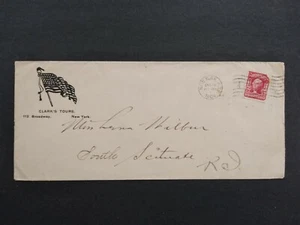 CLARK'S TOURS.
113 Broadway. New York
Miss Lena Wilbur
South Scituate
R I